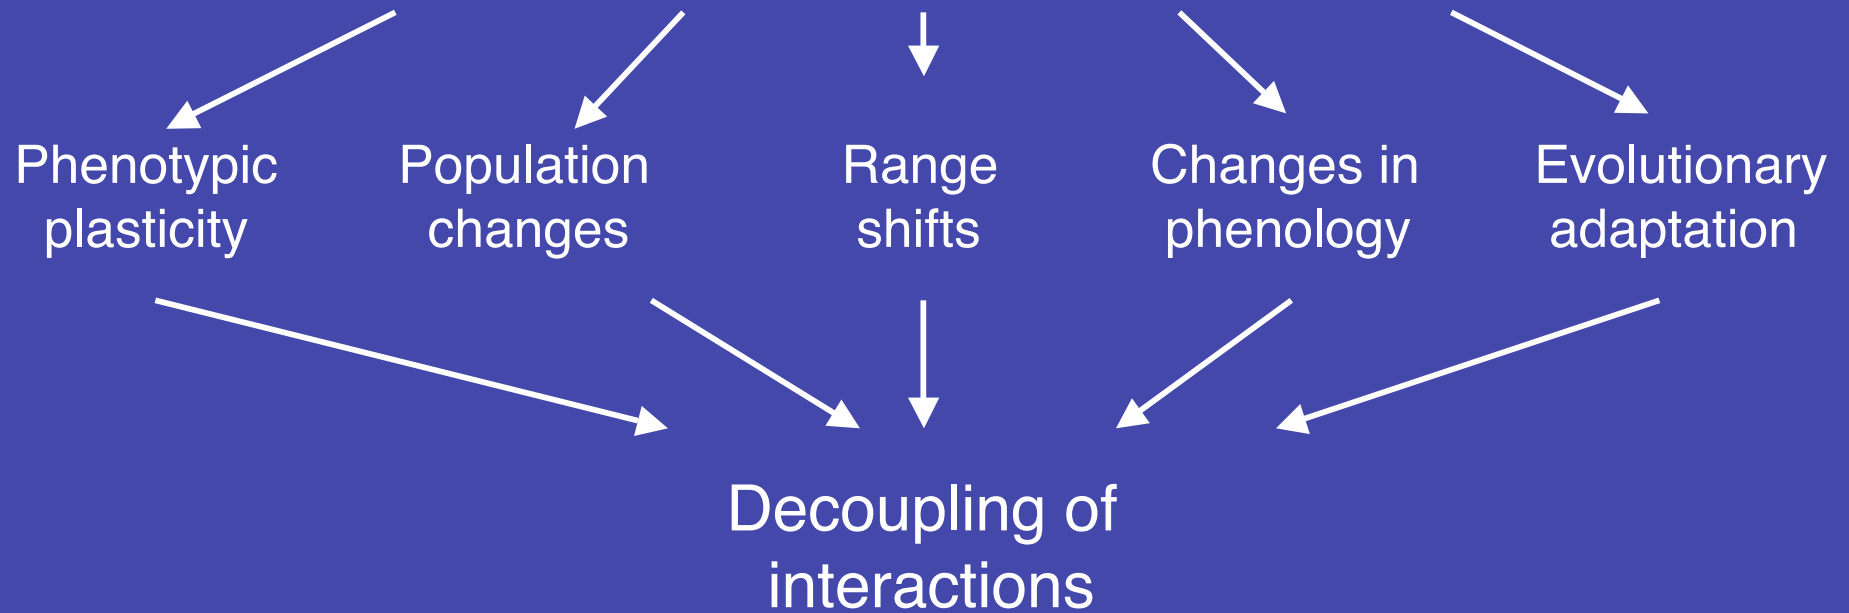 Phenotypic
plasticity
Population
changes
Range
shifts
Changes in
phenology
Evolutionary
adaptation
Decoupling of
interactions